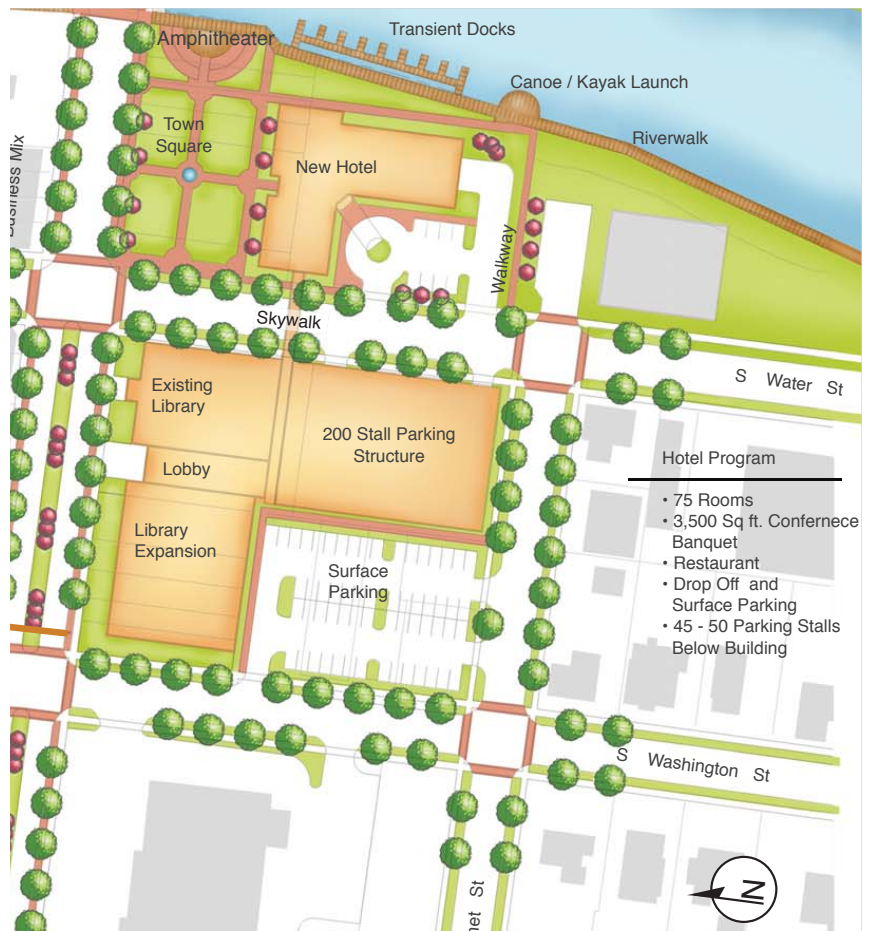 Amphitheater
Transient Docks
Canoe / Kayak Launch
Riverwalk
Town
Square
New Hotel
Mix
Walkway
Skywalk
S Water St
Existing
Library
200 Stall Parking
Structure
Lobby
Library
Expansion
Surface
Parking
Hotel Program
• 75 Rooms
• 3,500 Sq ft. Confernece
Banquet
• Restaurant
• Drop Off and
Surface Parking
• 45 - 50 Parking Stalls
Below Building
S Washington St
St
N